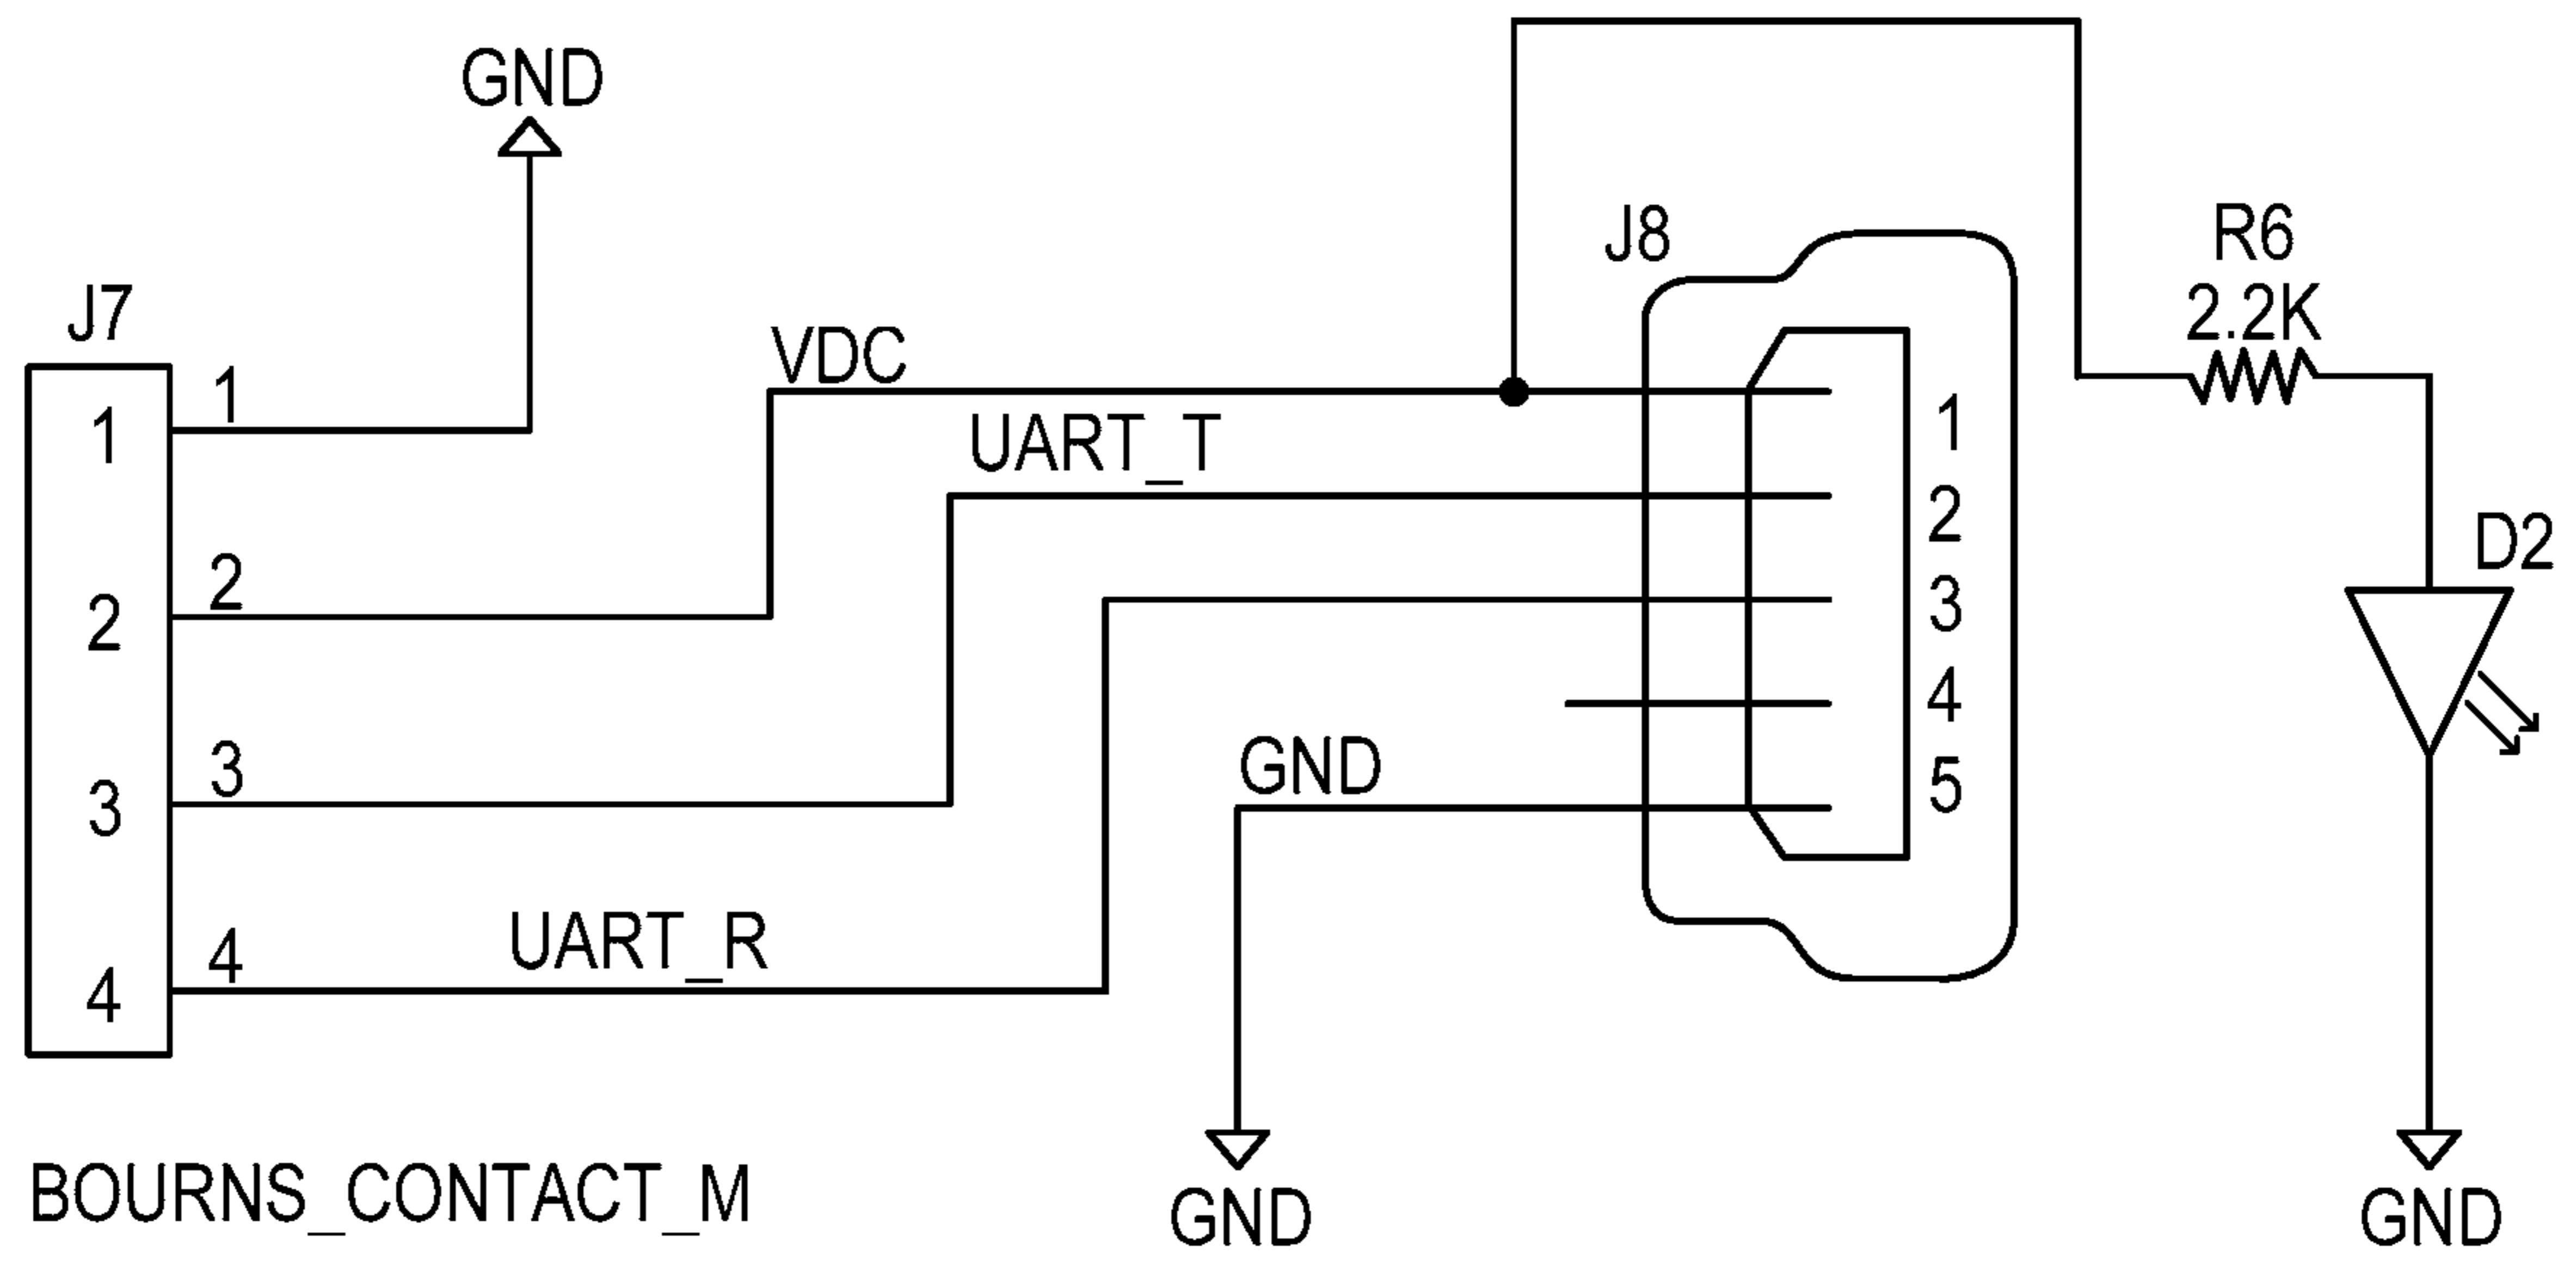 GND
J8
R6
2.2K
J7
VDC
1
1
1
UART_T
2
2
2
D2
3
3
3
4
GND
5
4
4
UART_R
BOURNS_CONTACT_M
GND
GND